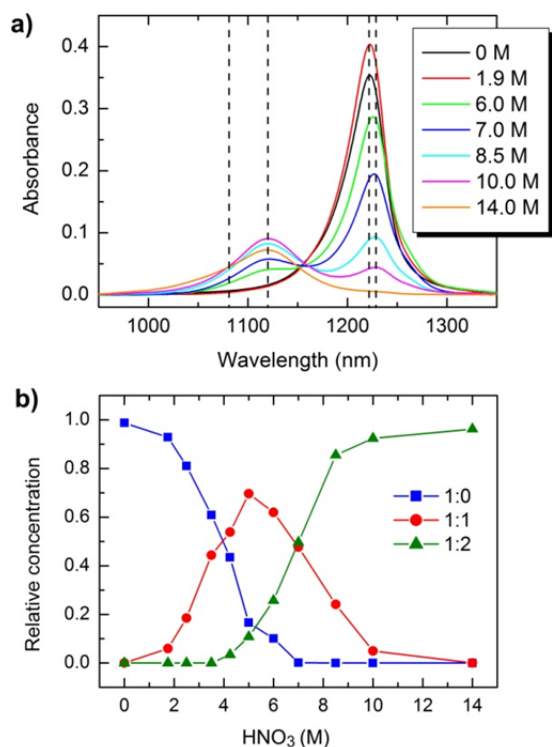 a)
0.4
0.3
0.2
0.1
0.0
Absorbance
0 M
1.9 M
6.0 M
7.0 M
8.5 M
10.0 M
14.0 M
1000 1100 1200 1300
Wavelength (nm)
b)
1.0
0.8
0.6
0.4
0.2
0.0
Relative concentration
1:0
1:1
1:2
0 2 4 6 8 10 12 14
HNO₃ (M)